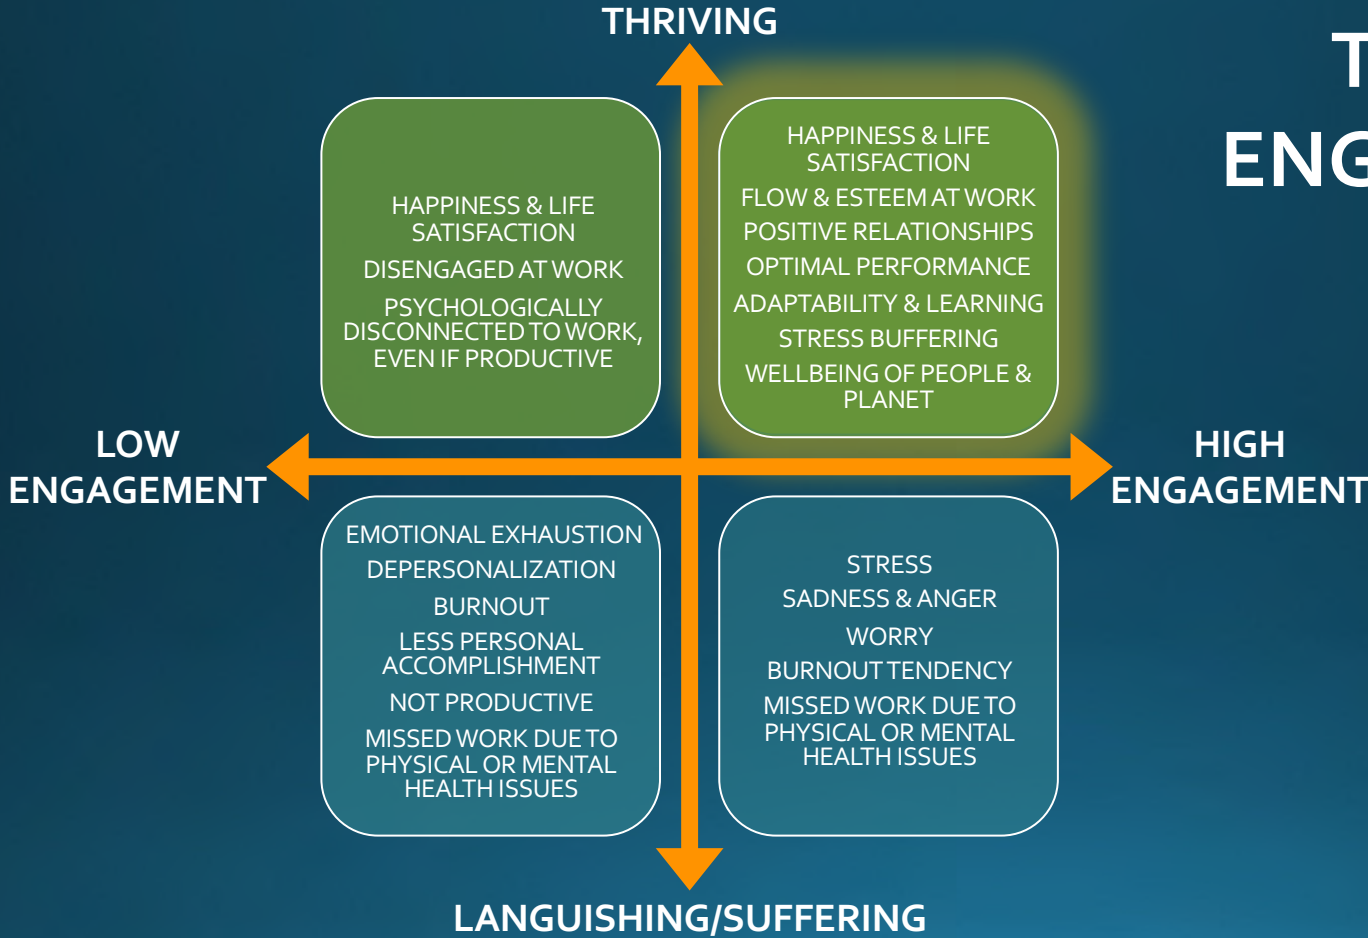 THRIVING
T
ENG
HAPPINESS & LIFE
SATISFACTION
DISENGAGED AT WORK
PSYCHOLOGICALLY
DISCONNECTED TO WORK,
EVEN IF PRODUCTIVE
HAPPINESS & LIFE
SATISFACTION
FLOW & ESTEEM AT WORK
POSITIVE RELATIONSHIPS
OPTIMAL PERFORMANCE
ADAPTABILITY & LEARNING
STRESS BUFFERING
WELLBEING OF PEOPLE &
PLANET
LOW
ENGAGEMENT
HIGH
ENGAGEMENT
EMOTIONAL EXHAUSTION
DEPERSONALIZATION
BURNOUT
LESS PERSONAL
ACCOMPLISHMENT
NOT PRODUCTIVE
MISSED WORK DUE TO
PHYSICAL OR MENTAL
HEALTH ISSUES
STRESS
SADNESS & ANGER
WORRY
BURNOUT TENDENCY
MISSED WORK DUE TO
PHYSICAL OR MENTAL
HEALTH ISSUES
LANGUISHING/SUFFERING